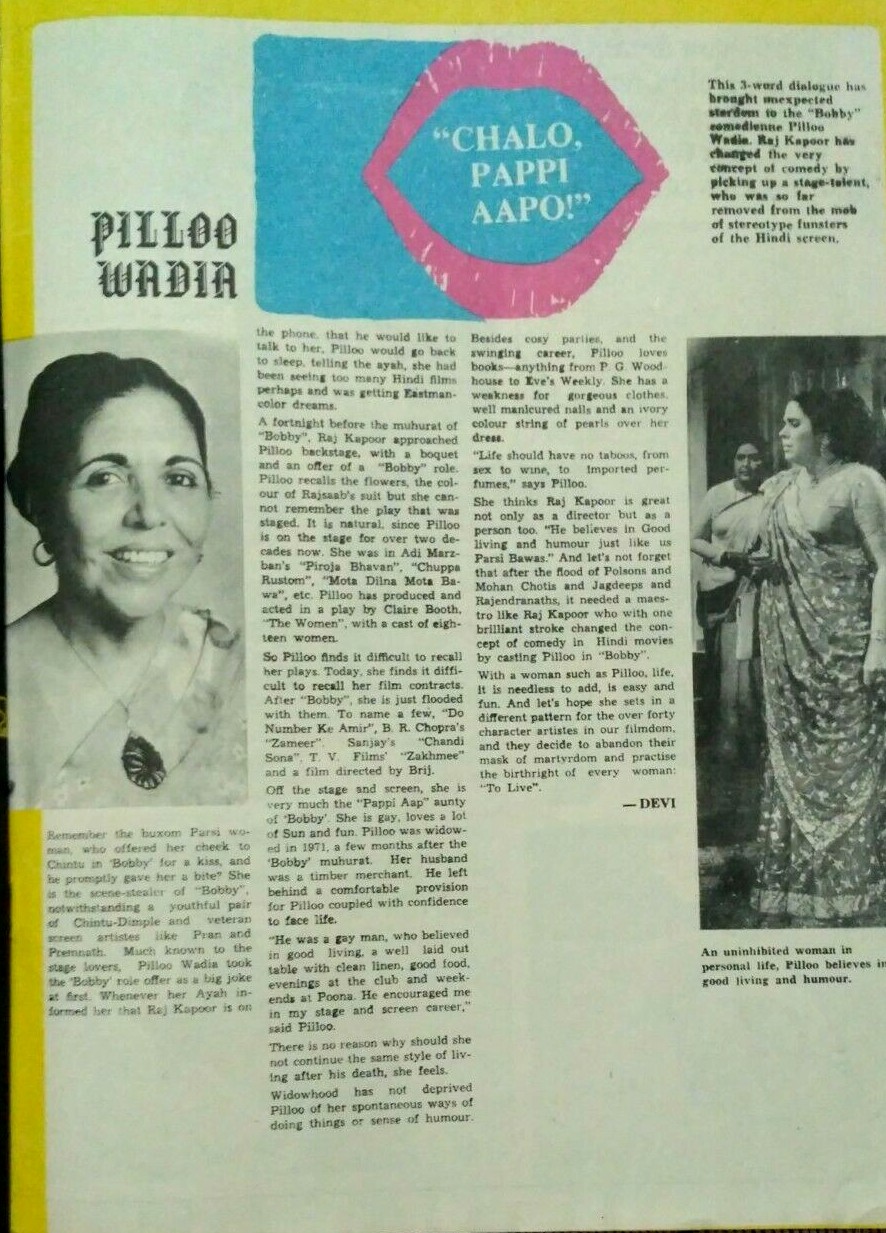 PILLOO
WADIA
“CHALO,
PAPPI
AAPO!”
This 3-word dialogue has
brought unexpected
stardom to the "Bobby"
comedienne Pilloo
Wadia. Raj Kapoor has
changed the very
concept of comedy by
picking up a stage-talent,
who was so far
removed from the mob
of stereotype funsters
of the Hindi screen.
Remember the buxom Parsi wo-
man, who offered her cheek to
Chintu in 'Bobby' for a kiss, and
he promptly gave her a bite? She
is the scene-stealer of "Bobby",
notwithstanding a youthful pair
of Chintu-Dimple and veteran
screen artistes like Pran and
Premnath. Much known to the
stage lovers, Pilloo Wadia took
the 'Bobby' role offer as a big joke
at first. Whenever her Ayah in-
formed her that Raj Kapoor is on
the phone, that he would like to
talk to her, Pilloo would go back
to sleep, telling the ayah, she had
been seeing too many Hindi films
perhaps and was getting Eastman-
color dreams.
A fortnight before the muhurat of
"Bobby", Raj Kapoor approached
Pilloo backstage, with a boquet
and an offer of a "Bobby" role.
Pilloo recalls the flowers, the col-
our of Rajsaab's suit but she can-
not remember the play that was
staged. It is natural, since Pilloo
is on the stage for over two de-
cades now. She was in Adi Marz-
ban's "Piroja Bhavan", "Chuppa
Rustom", "Mota Dilna Mota Ba-
wa", etc. Pilloo has produced and
acted in a play by Claire Booth,
"The Women", with a cast of eigh-
teen women.
So Pilloo finds it difficult to recall
her plays. Today, she finds it diffi-
cult to recall her film contracts.
After "Bobby", she is just flooded
with them. To name a few, "Do
Number Ke Amir", B. R. Chopra's
"Zameer". Sanjay's "Chandi
Sona". T. V. Films' "Zakhmee"
and a film directed by Brij.
Off the stage and screen, she is
very much the "Pappi Aap" aunty
of 'Bobby'. She is gay, loves a lot
of Sun and fun. Pilloo was widow-
ed in 1971, a few months after the
'Bobby' muhurat. Her husband
was a timber merchant. He left
behind a comfortable provision
for Pilloo coupled with confidence
to face life.
"He was a gay man, who believed
in good living, a well laid out
table with clean linen, good food,
evenings at the club and week-
ends at Poona. He encouraged me
in my stage and screen career,"
said Pilloo.
There is no reason why should she
not continue the same style of liv-
ing after his death, she feels.
Widowhood has not deprived
Pilloo of her spontaneous ways of
doing things or sense of humour.
Besides cosy parties, and the
swinging career, Pilloo loves
books—anything from P. G. Wood-
house to Eve's Weekly. She has a
weakness for gorgeous clothes,
well manicured nails and an ivory
colour string of pearls over her
dress.
"Life should have no taboos, from
sex to wine, to imported per-
fumes," says Pilloo.
She thinks Raj Kapoor is great
not only as a director but as a
person too. "He believes in Good
living and humour just like us
Parsi Bawas." And let's not forget
that after the flood of Polsons and
Mohan Chotis and Jagdeeps and
Rajendranaths, it needed a maes-
tro like Raj Kapoor who with one
brilliant stroke changed the con-
cept of comedy in Hindi movies
by casting Pilloo in "Bobby".
With a woman such as Pilloo, life,
it is needless to add, is easy and
fun. And let's hope she sets in a
different pattern for the over forty
character artistes in our filmdom,
and they decide to abandon their
mask of martyrdom and practise
the birthright of every woman:
"To Live".
— DEVI
An uninhibited woman in
personal life, Pilloo believes in
good living and humour.